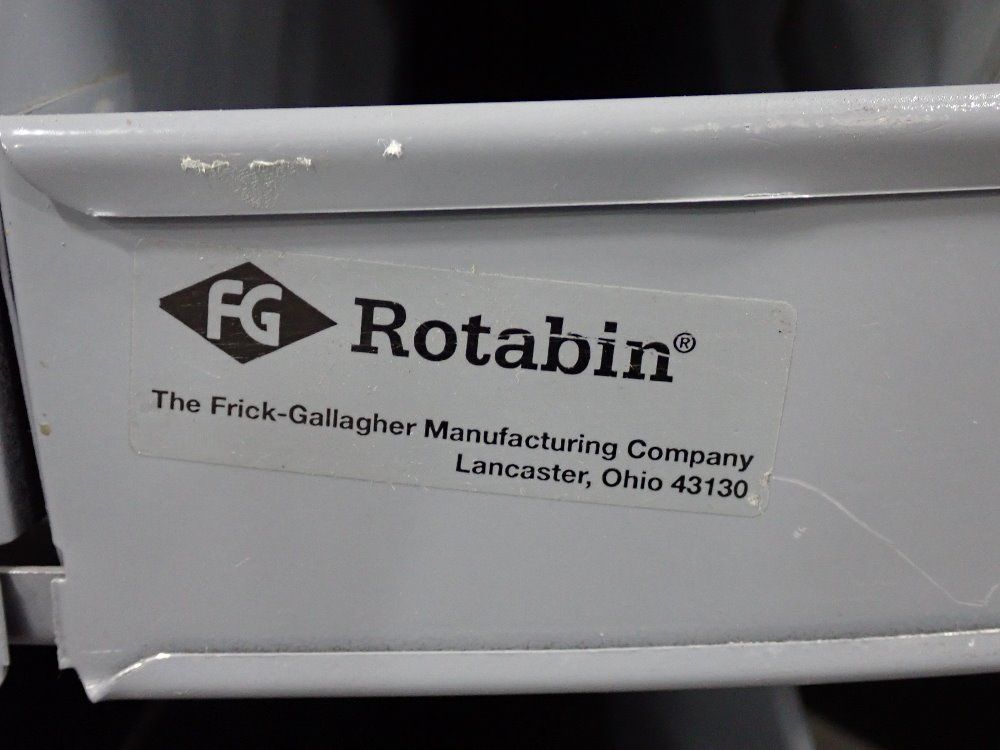 FG Rotabin®
The Frick-Gallagher Manufacturing Company
Lancaster, Ohio 43130